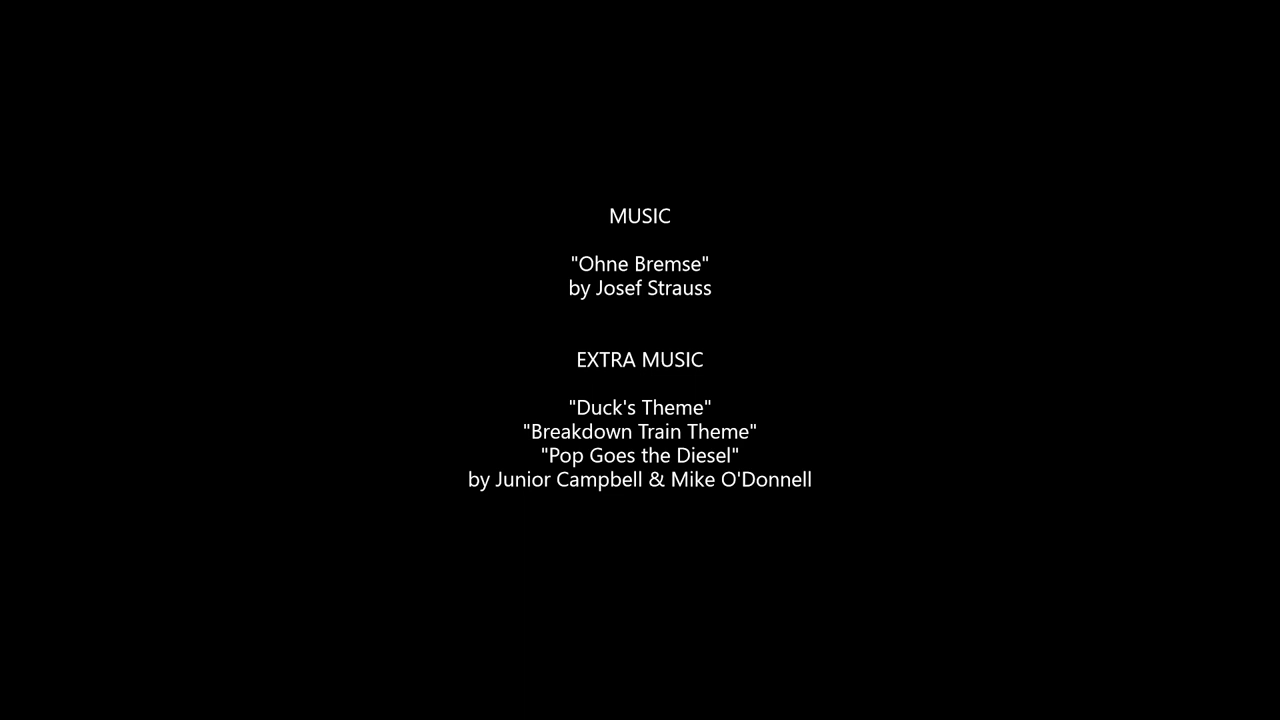 MUSIC
"Ohne Bremse"
by Josef Strauss
EXTRA MUSIC
"Duck's Theme"
"Breakdown Train Theme"
"Pop Goes the Diesel"
by Junior Campbell & Mike O'Donnell